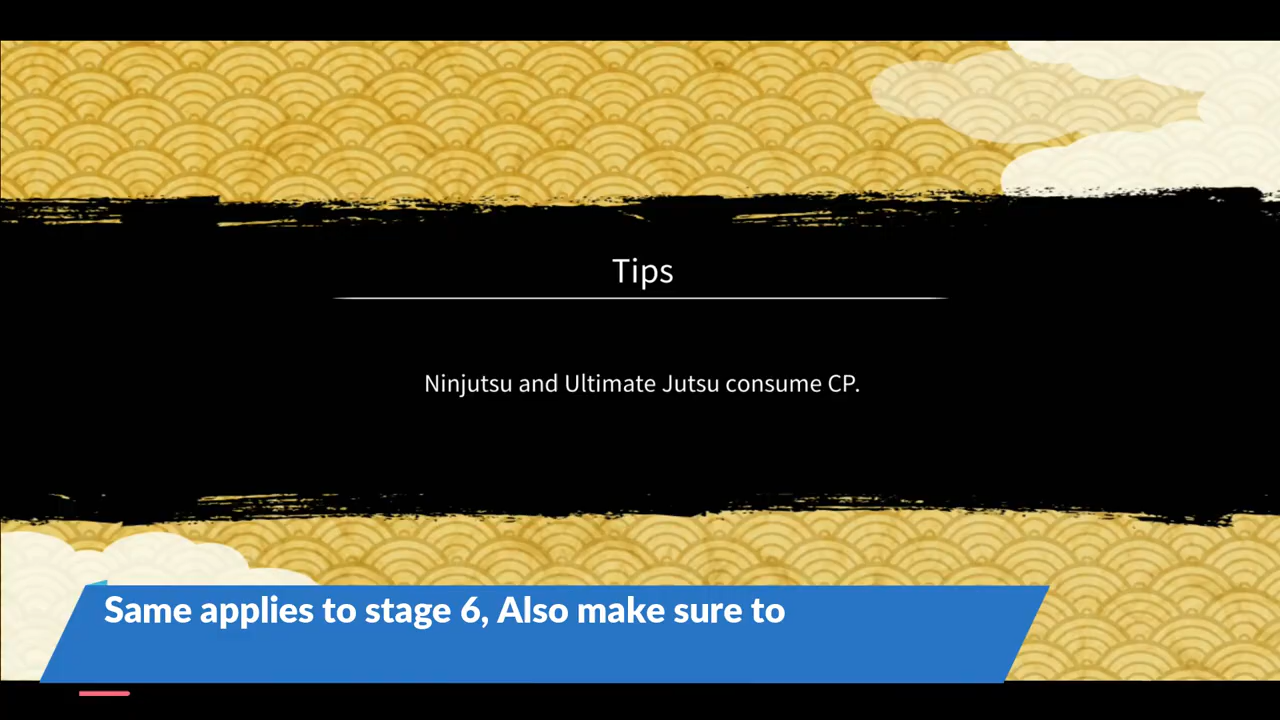 Tips
Ninjutsu and Ultimate Jutsu consume CP.
Same applies to stage 6, Also make sure to